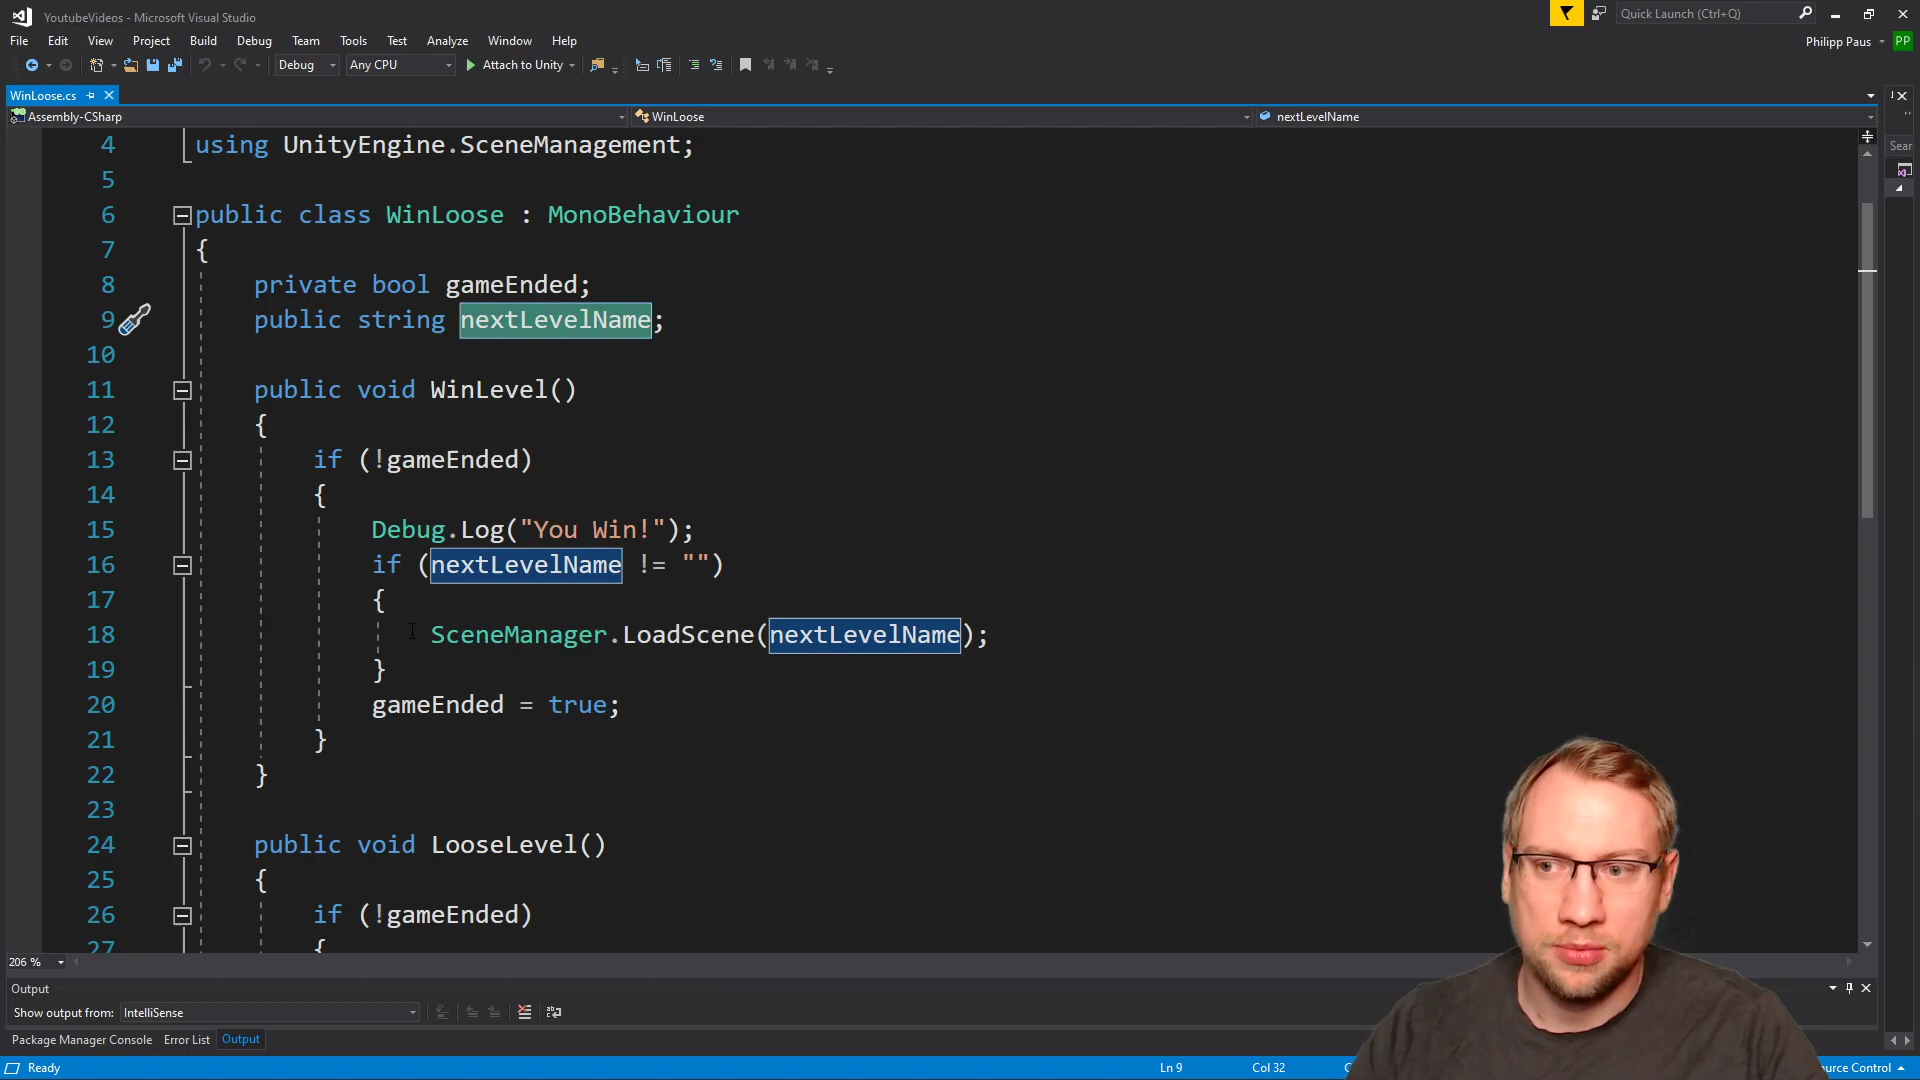 YoutubeVideos - Microsoft Visual Studio
Quick Launch (Ctrl+Q)
File Edit View Project Build Debug Team Tools Test Analyze Window Help
Philipp Paus PP
Debug Any CPU Attach to Unity
WinLoose.cs
Assembly-CSharp WinLoose nextLevelName
Sear
4 using UnityEngine.SceneManagement;
5
6 public class WinLoose : MonoBehaviour
7 {
8 private bool gameEnded;
9 public string nextLevelName;
10
11 public void WinLevel()
12 {
13 if (!gameEnded)
14 {
15 Debug.Log("You Win!");
16 if (nextLevelName != "")
17 {
18 SceneManager.LoadScene(nextLevelName);
19 }
20 gameEnded = true;
21 }
22 }
23
24 public void LooseLevel()
25 {
26 if (!gameEnded)
27 {
206 %
Output
Show output from: IntelliSense
Package Manager Console Error List Output
Ready Ln 9 Col 32 C ource Control